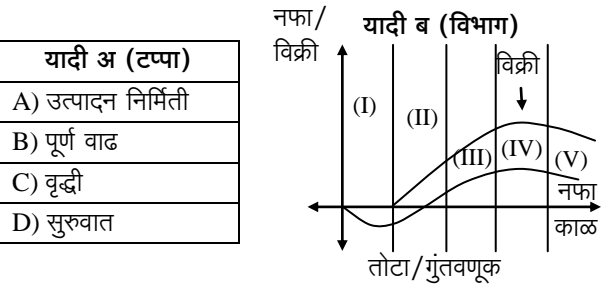 यादी अ (टप्पा)
A) उत्पादन निर्मिती
B) पूर्ण वाढ
C) वृद्धी
D) सुरुवात
नफा/
विक्री
यादी ब (विभाग)
विक्री
(I)
(II)
(III)
(IV)
(V)
नफा
काळ
तोटा/गुंतवणूक